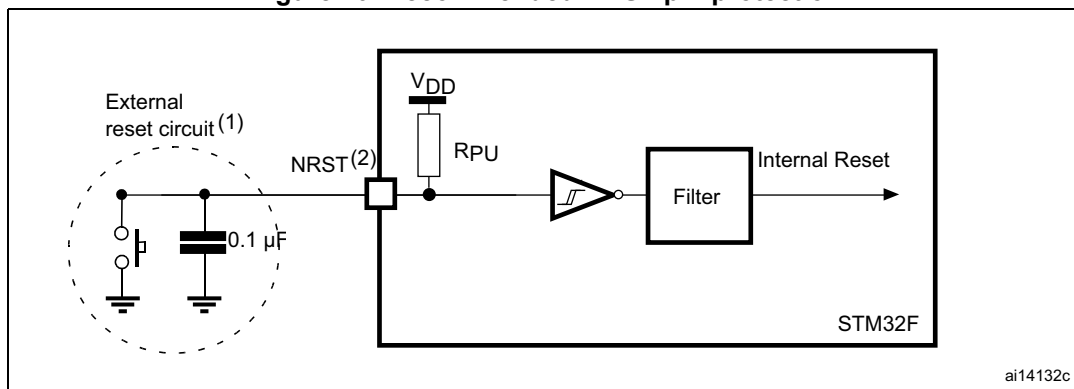 External
reset circuit(1)
VDD
NRST(2)
RPU
Internal Reset
Filter
0.1 µF
STM32F
ai14132c